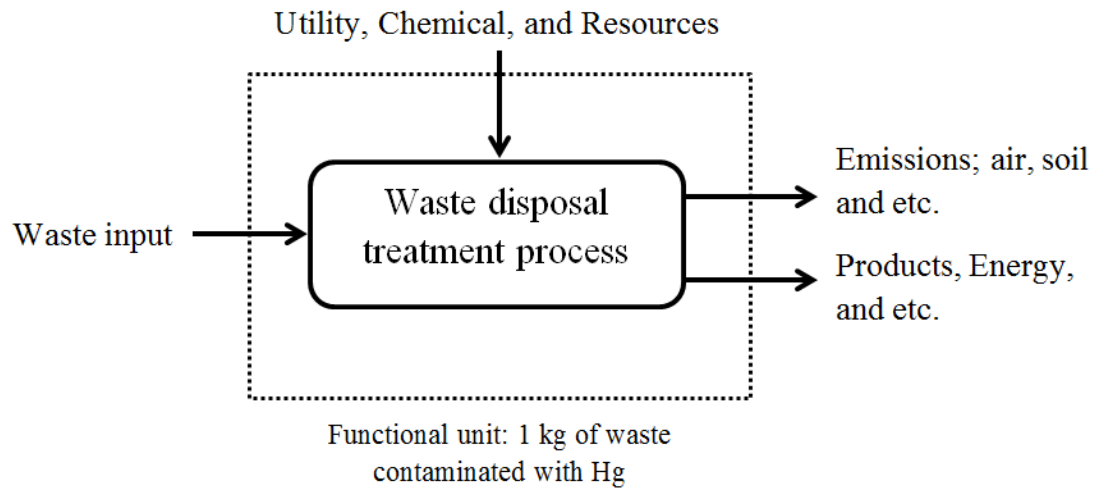 Utility, Chemical, and Resources
Waste input
Waste disposal
treatment process
Emissions; air, soil
and etc.
Products, Energy,
and etc.
Functional unit: 1 kg of waste
contaminated with Hg